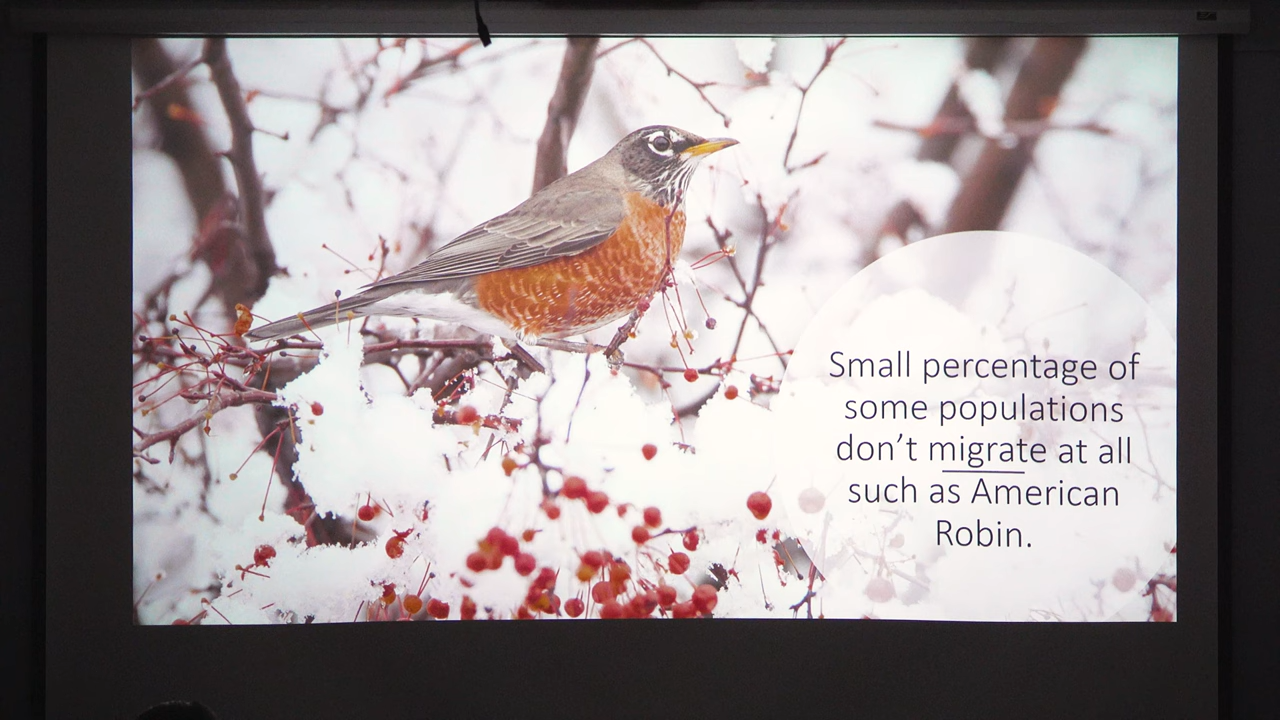 Small percentage of
some populations
don’t migrate at all
such as American
Robin.